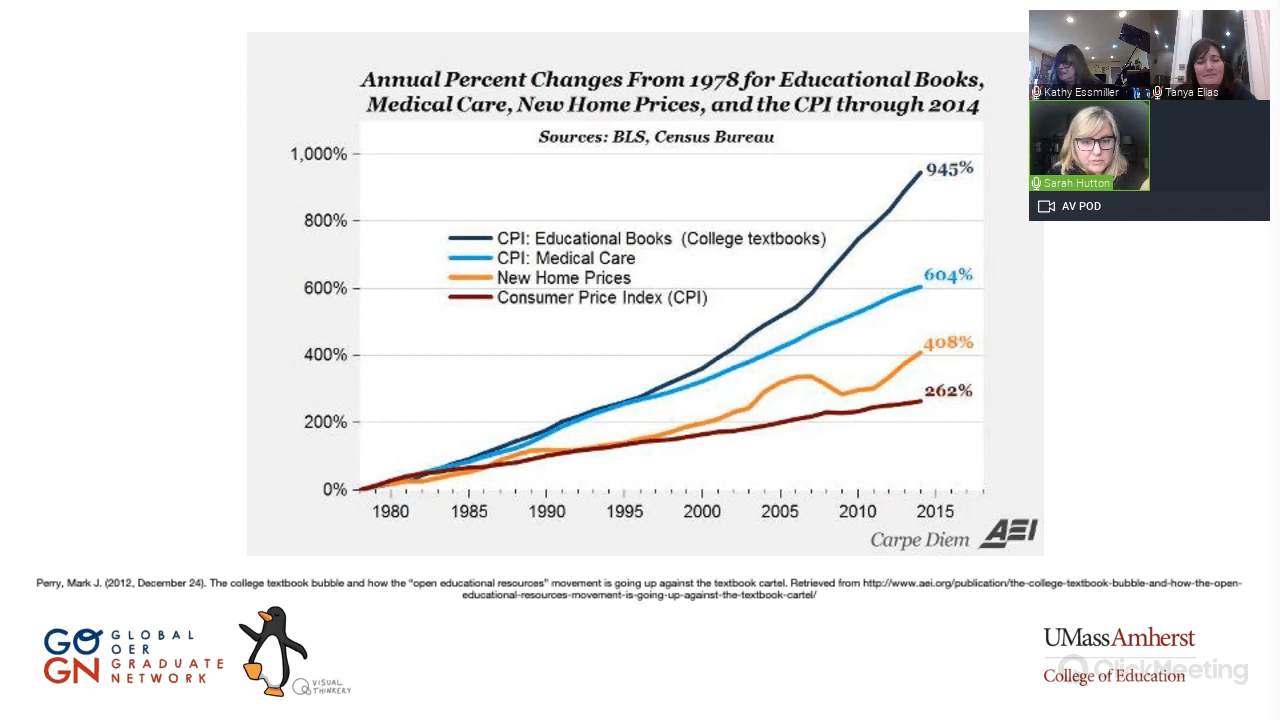 Annual Percent Changes From 1978 for Educational Books,
Medical Care, New Home Prices, and the CPI through 2014
Sources: BLS, Census Bureau
1,000%
800%
600%
400%
200%
0%
945%
604%
408%
262%
CPI: Educational Books (College textbooks)
CPI: Medical Care
New Home Prices
Consumer Price Index (CPI)
1980 1985 1990 1995 2000 2005 2010 2015
Carpe Diem AEI
Kathy Essmiller
Tanya Elias
Sarah Hutton
AV POD
Perry, Mark J. (2012, December 24). The college textbook bubble and how the “open educational resources” movement is going up against the textbook cartel. Retrieved from http://www.aei.org/publication/the-college-textbook-bubble-and-how-the-open-
educational-resources-movement-is-going-up-against-the-textbook-cartel/
GO GLOBAL
OER
GN GRADUATE
NETWORK
VISUAL
THINKERY
UMassAmherst
ClickMeeting
College of Education